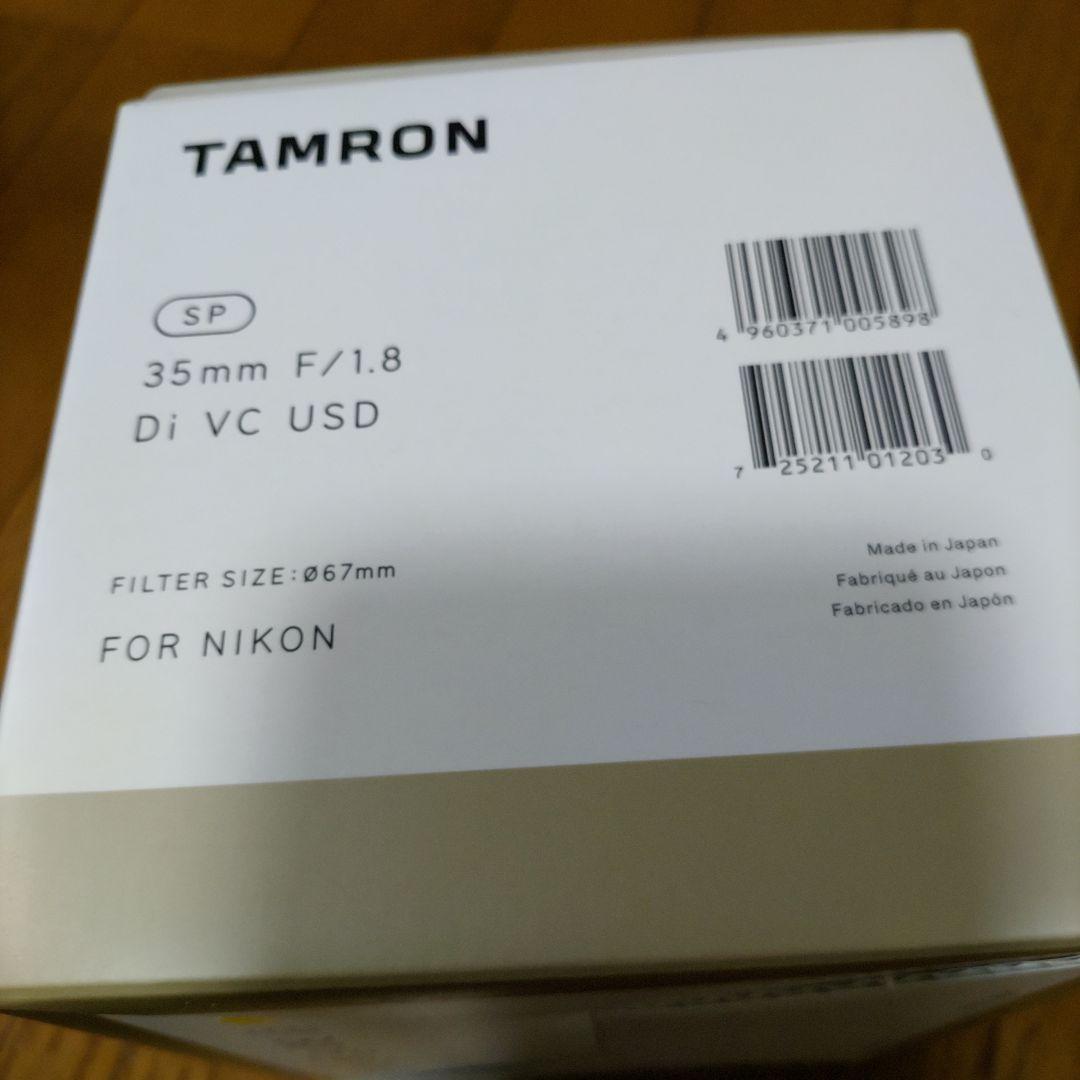 TAMRON
SP
35mm F/1.8
Di VC USD
FILTER SIZE:Ø67mm
FOR NIKON
4 960371 005898
7 25211 01203 0
Made in Japan
Fabriqué au Japon
Fabricado en Japón